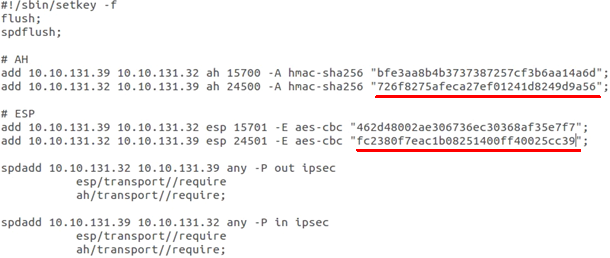 #!/sbin/setkey -f
flush;
spdflush;

# AH
add 10.10.131.39 10.10.131.32 ah 15700 -A hmac-sha256 "bfe3aa8b4b3737387257cf3b6aa14a6d";
add 10.10.131.32 10.10.131.39 ah 24500 -A hmac-sha256 "726f8275afeca27ef01241d8249d9a56";

# ESP
add 10.10.131.39 10.10.131.32 esp 15701 -E aes-cbc "462d48002ae306736ec30368af35e7f7";
add 10.10.131.32 10.10.131.39 esp 24501 -E aes-cbc "fc2380f7eac1b08251400ff40025cc39";

spdadd 10.10.131.32 10.10.131.39 any -P out ipsec
esp/transport//require
ah/transport//require;

spdadd 10.10.131.39 10.10.131.32 any -P in ipsec
esp/transport//require
ah/transport//require;